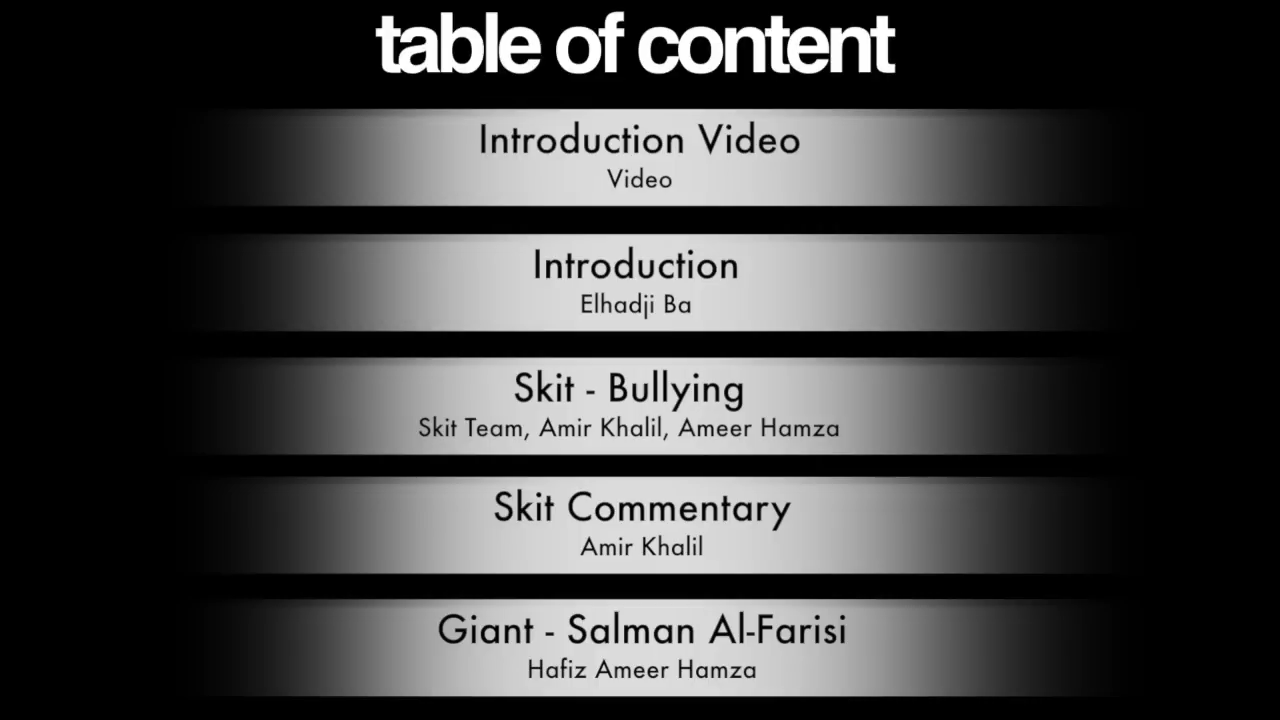 table of content
Introduction Video
Video
Introduction
Elhadji Ba
Skit - Bullying
Skit Team, Amir Khalil, Ameer Hamza
Skit Commentary
Amir Khalil
Giant - Salman Al-Farisi
Hafiz Ameer Hamza